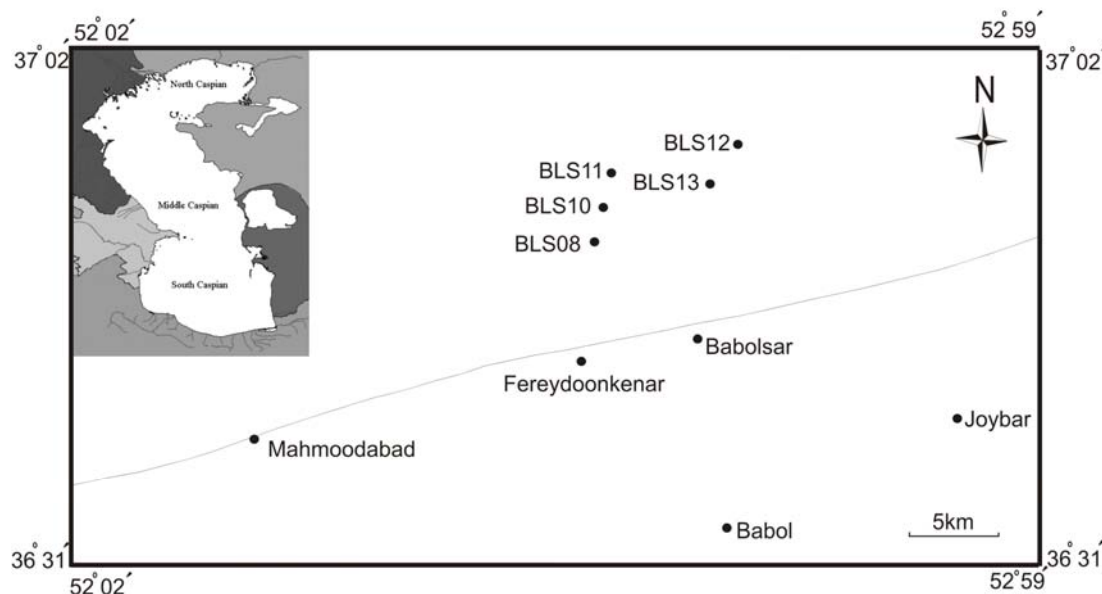 52° 02´
52° 59´
37° 02´
37° 02´
North Caspian
Middle Caspian
South Caspian
N
BLS12
BLS11
BLS13
BLS10
BLS08
Babolsar
Fereydoonkenar
Joybar
Mahmoodabad
5km
Babol
36° 31´
36° 31´
52° 02´
52° 59´